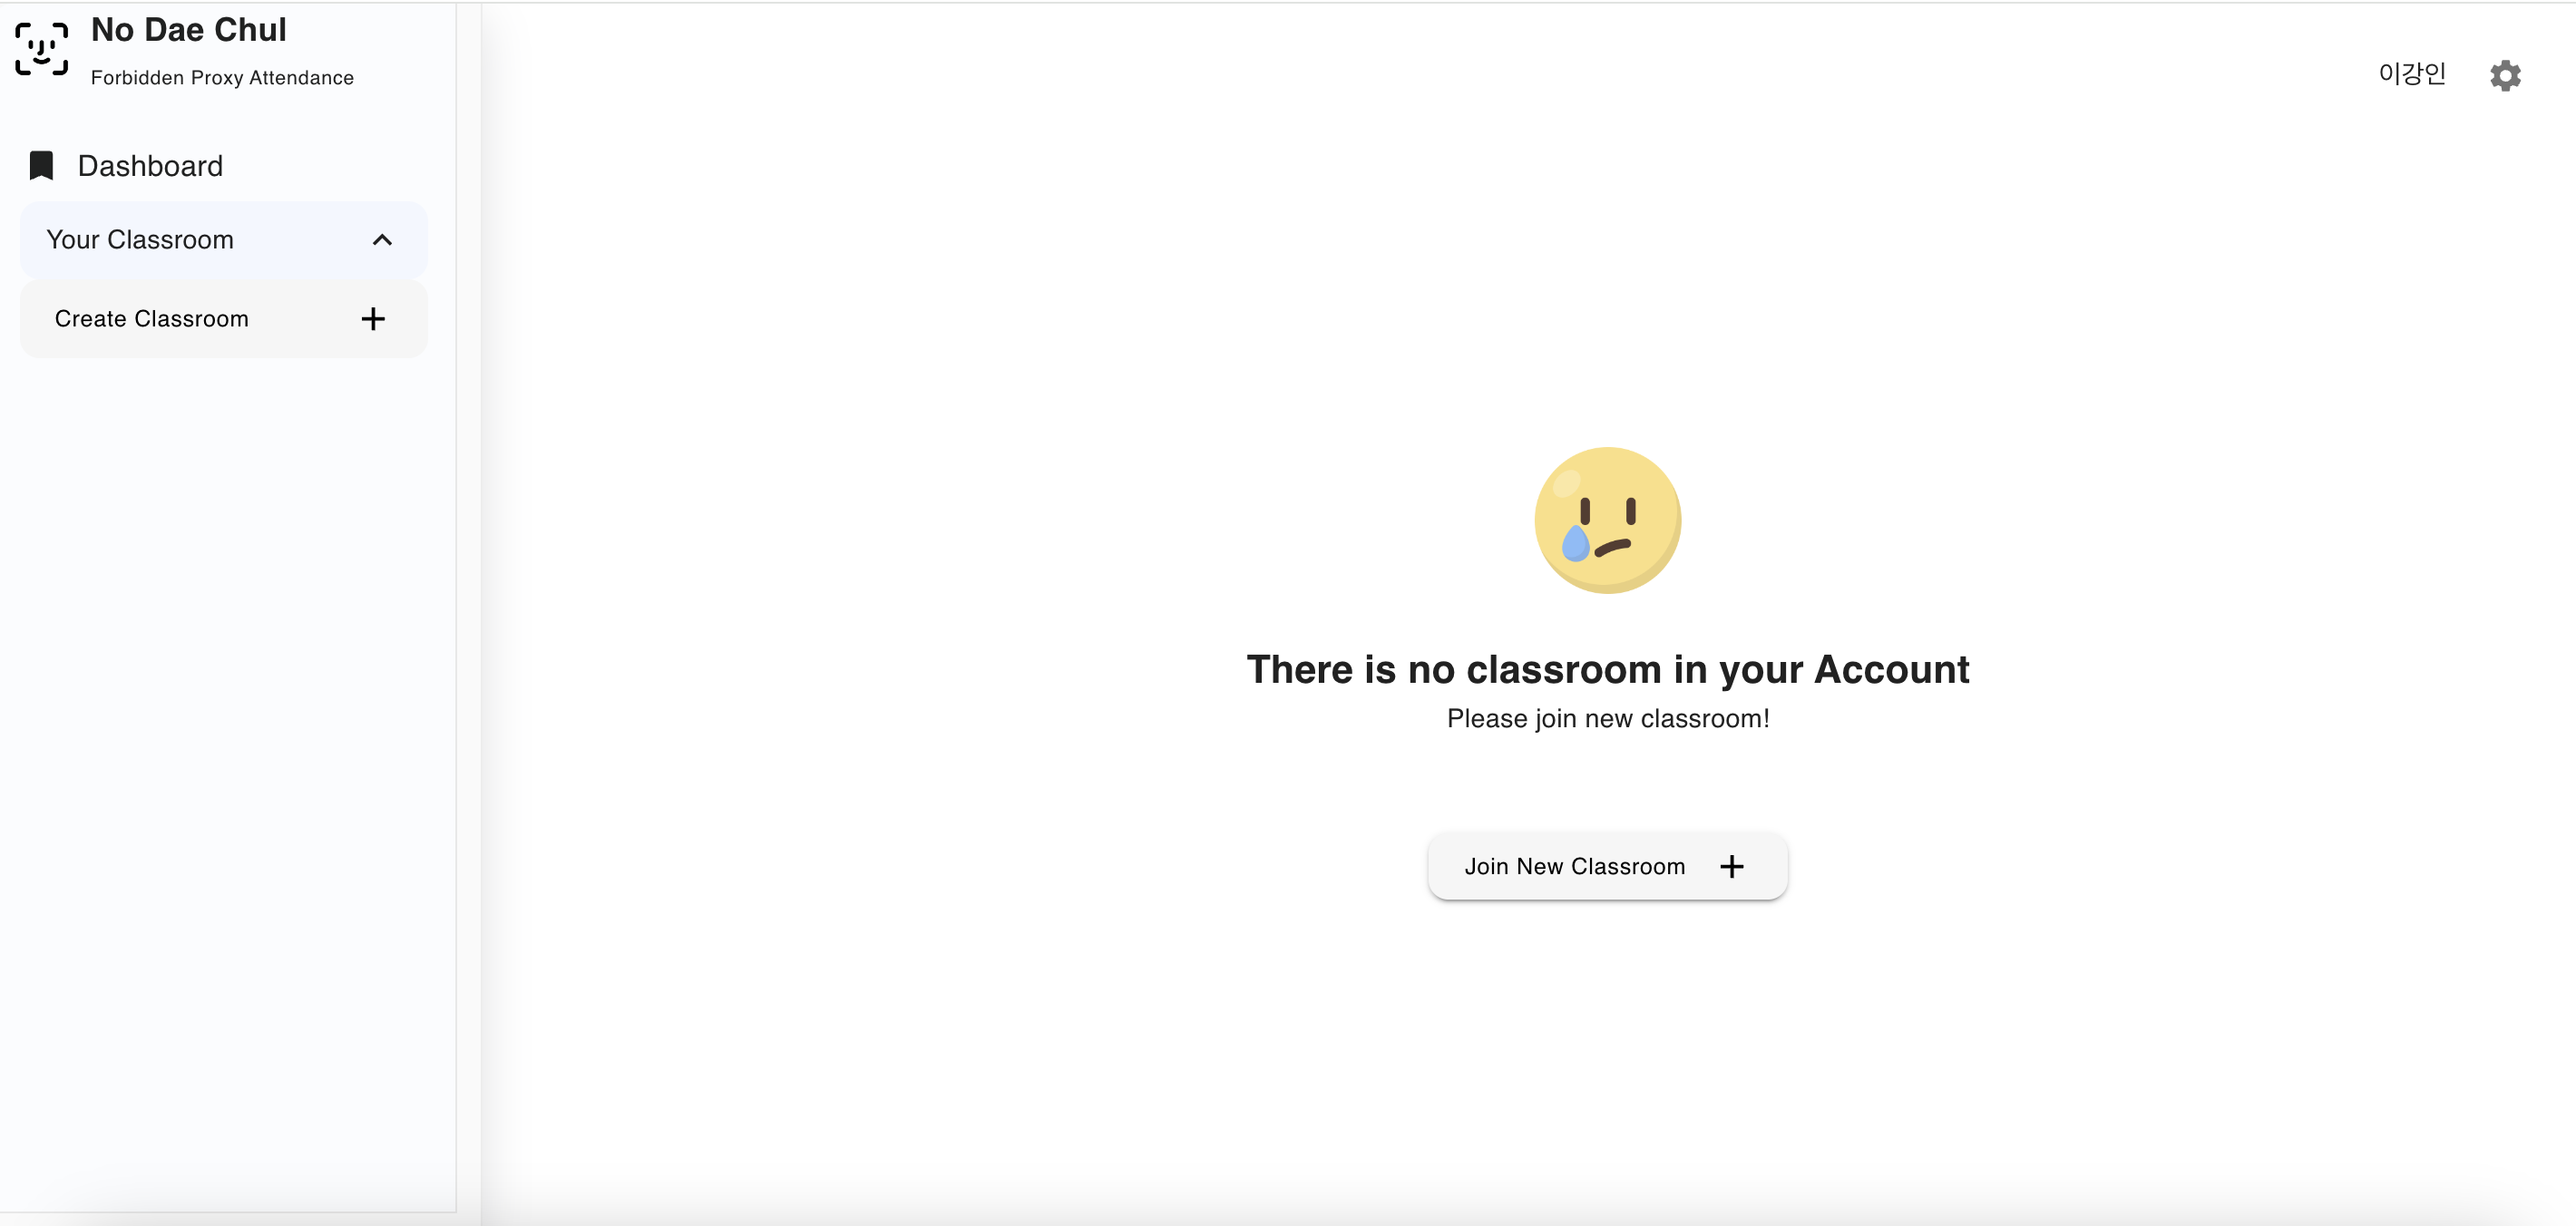 No Dae Chul
Forbidden Proxy Attendance
이강인
Dashboard
Your Classroom
Create Classroom
There is no classroom in your Account
Please join new classroom!
Join New Classroom